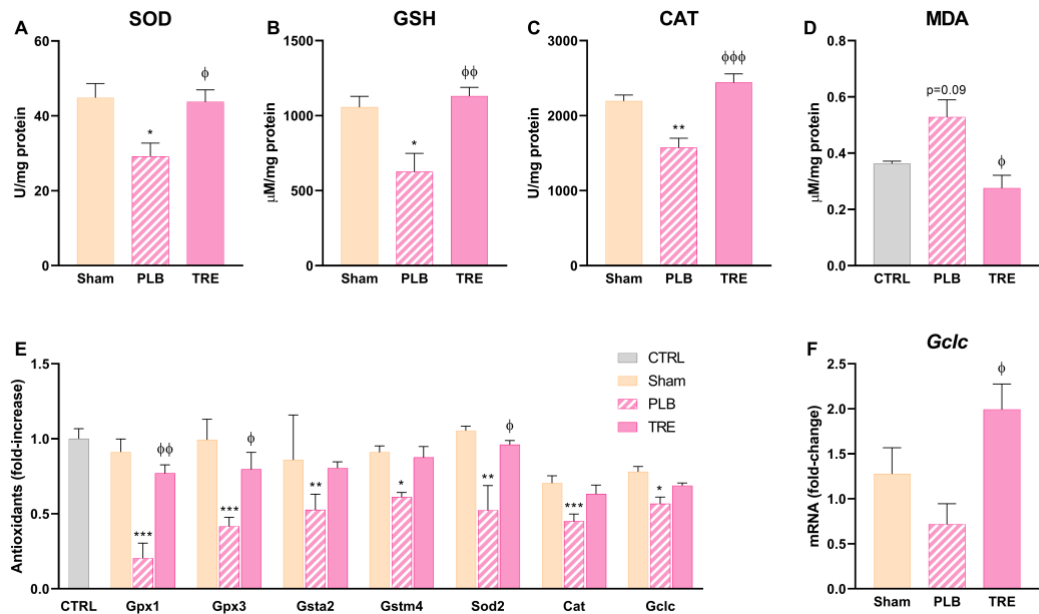 A
SOD
U/mg protein
60
40
20
0
*
ϕ
Sham PLB TRE
B
GSH
μM/mg protein
1500
1000
500
0
*
ϕϕ
Sham PLB TRE
C
CAT
U/mg protein
3000
2000
1000
0
**
ϕϕϕ
Sham PLB TRE
D
MDA
μM/mg protein
0.8
0.6
0.4
0.2
0.0
p=0.09
ϕ
CTRL PLB TRE
E
Antioxidants (fold-increase)
1.5
1.0
0.5
0.0
***
ϕϕ
***
ϕ
**
*
**
ϕ
***
*
CTRL Gpx1 Gpx3 Gsta2 Gstm4 Sod2 Cat Gclc
CTRL
Sham
PLB
TRE
F
Gclc
mRNA (fold-change)
2.5
2.0
1.5
1.0
0.5
0.0
ϕ
Sham PLB TRE